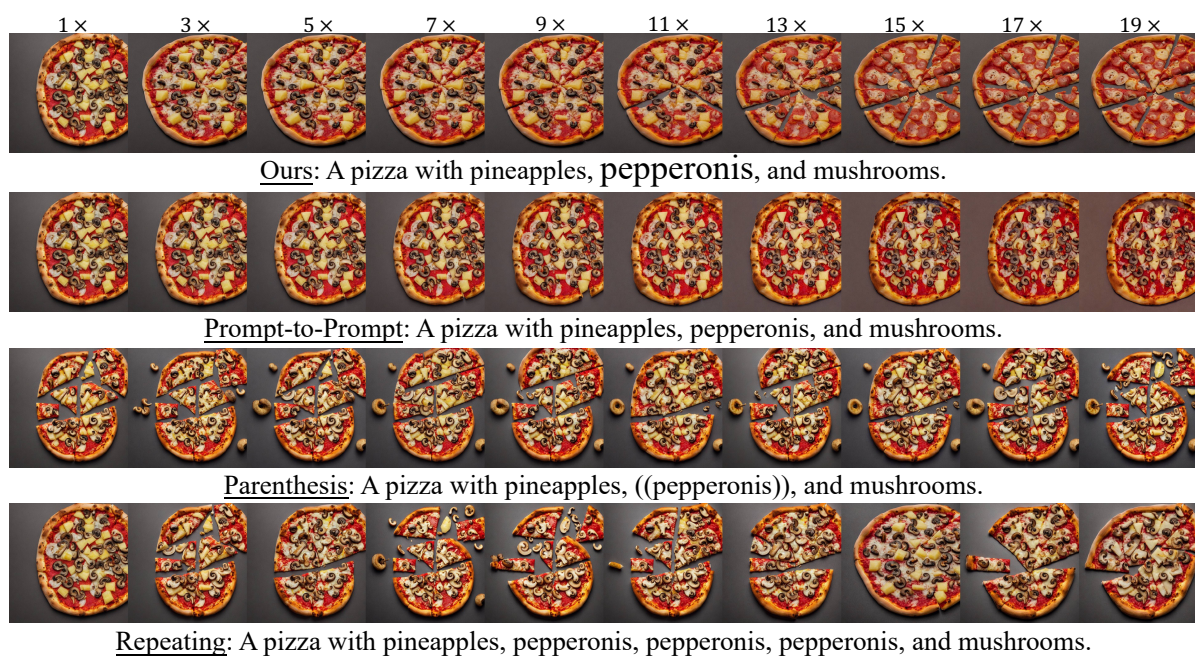 1 × 3 × 5 × 7 × 9 × 11 × 13 × 15 × 17 × 19 ×
Ours: A pizza with pineapples, pepperonis, and mushrooms.
Prompt-to-Prompt: A pizza with pineapples, pepperonis, and mushrooms.
Parenthesis: A pizza with pineapples, ((pepperonis)), and mushrooms.
Repeating: A pizza with pineapples, pepperonis, pepperonis, pepperonis, and mushrooms.